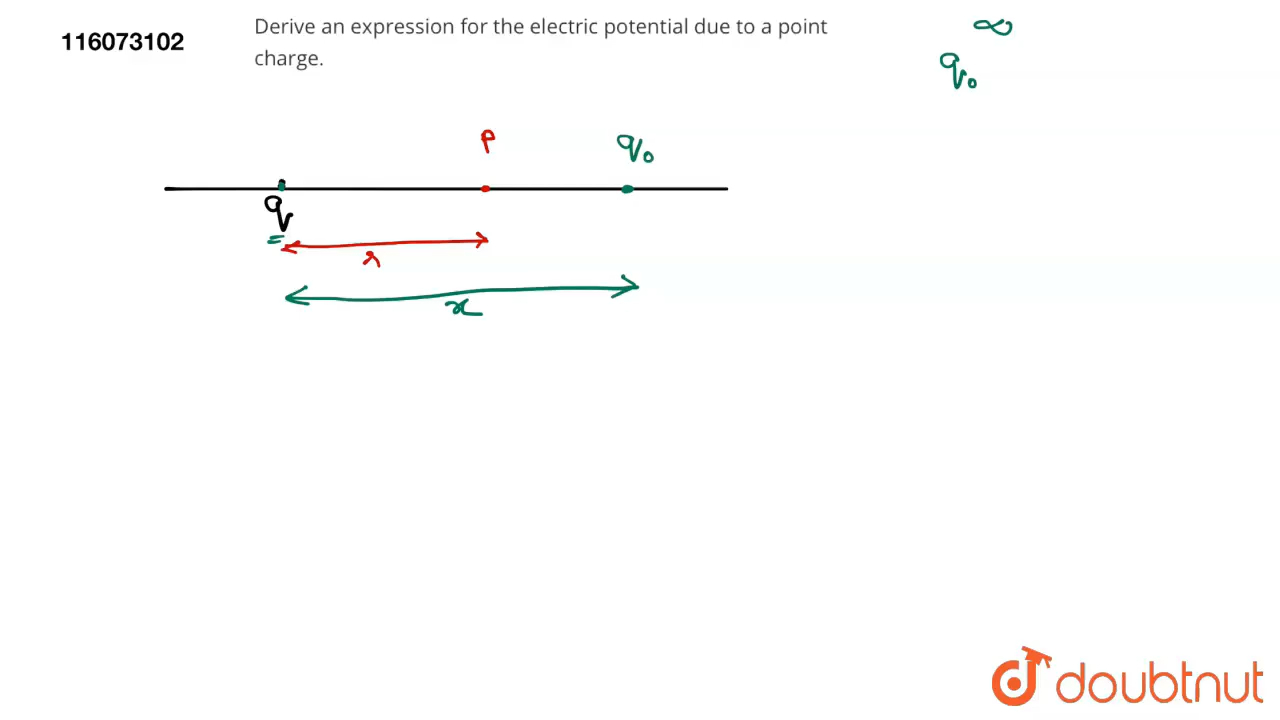 116073102
Derive an expression for the electric potential due to a point
charge.
∞
q₀
P
q₀
q
r
x
doubtnut